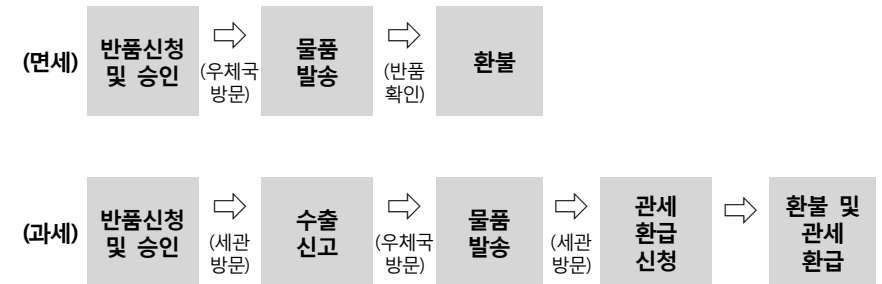 (면세)
반품신청
및 승인
(우체국
방문)
물품
발송
(반품
확인)
환불
(과세)
반품신청
및 승인
(세관
방문)
수출
신고
(우체국
방문)
물품
발송
(세관
방문)
관세
환급
신청
환불 및
관세
환급